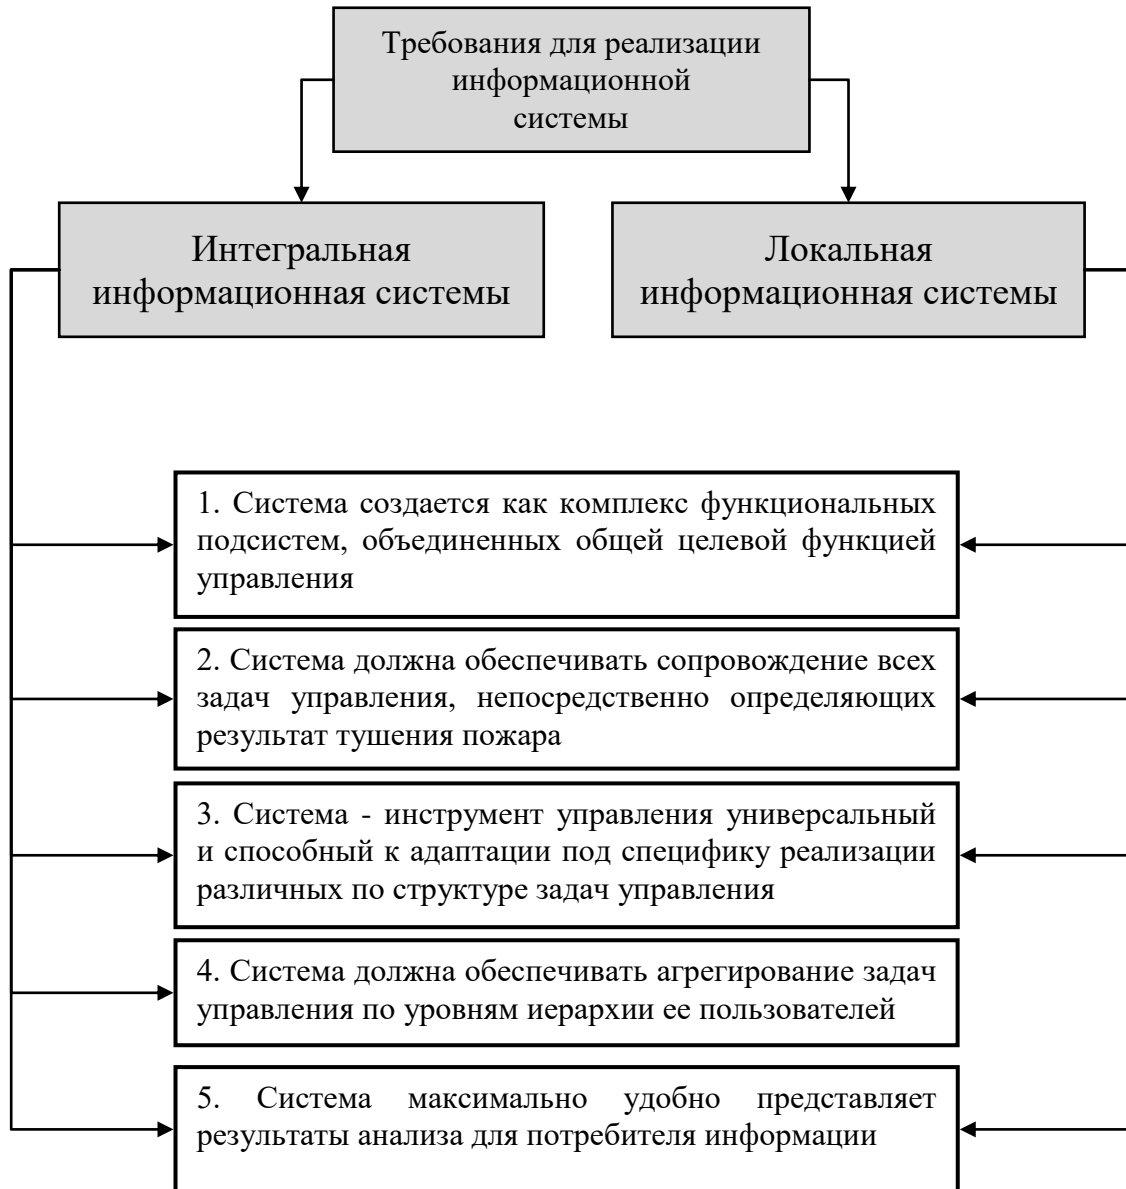 Требования для реализации
информационной
системы
Интегральная
информационная системы
Локальная
информационная системы
1. Система создается как комплекс функциональных
подсистем, объединенных общей целевой функцией
управления
2. Система должна обеспечивать сопровождение всех
задач управления, непосредственно определяющих
результат тушения пожара
3. Система - инструмент управления универсальный
и способный к адаптации под специфику реализации
различных по структуре задач управления
4. Система должна обеспечивать агрегирование задач
управления по уровням иерархии ее пользователей
5. Система максимально удобно представляет
результаты анализа для потребителя информации